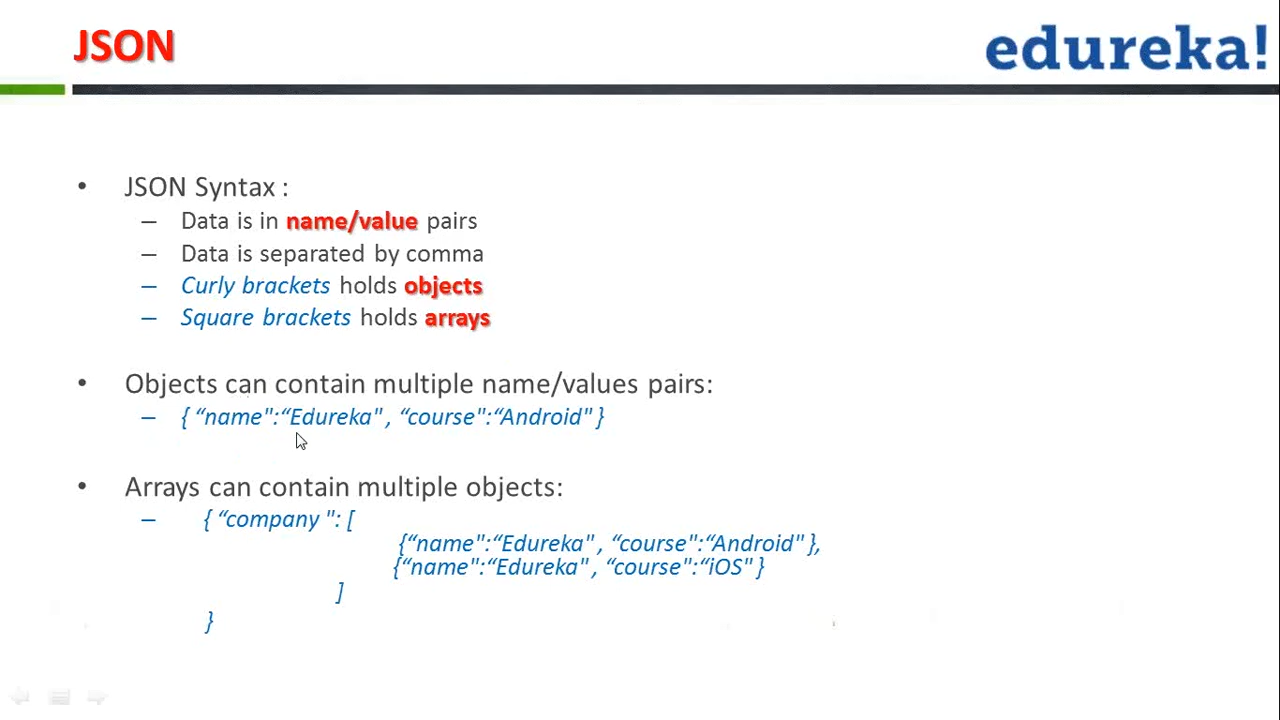 JSON
edureka!
• JSON Syntax :
– Data is in name/value pairs
– Data is separated by comma
– Curly brackets holds objects
– Square brackets holds arrays
• Objects can contain multiple name/values pairs:
– { “name":“Edureka" , “course":“Android" }
• Arrays can contain multiple objects:
– { “company ": [
{“name":“Edureka" , “course":“Android" },
{“name":“Edureka" , “course":“iOS" }
]
}